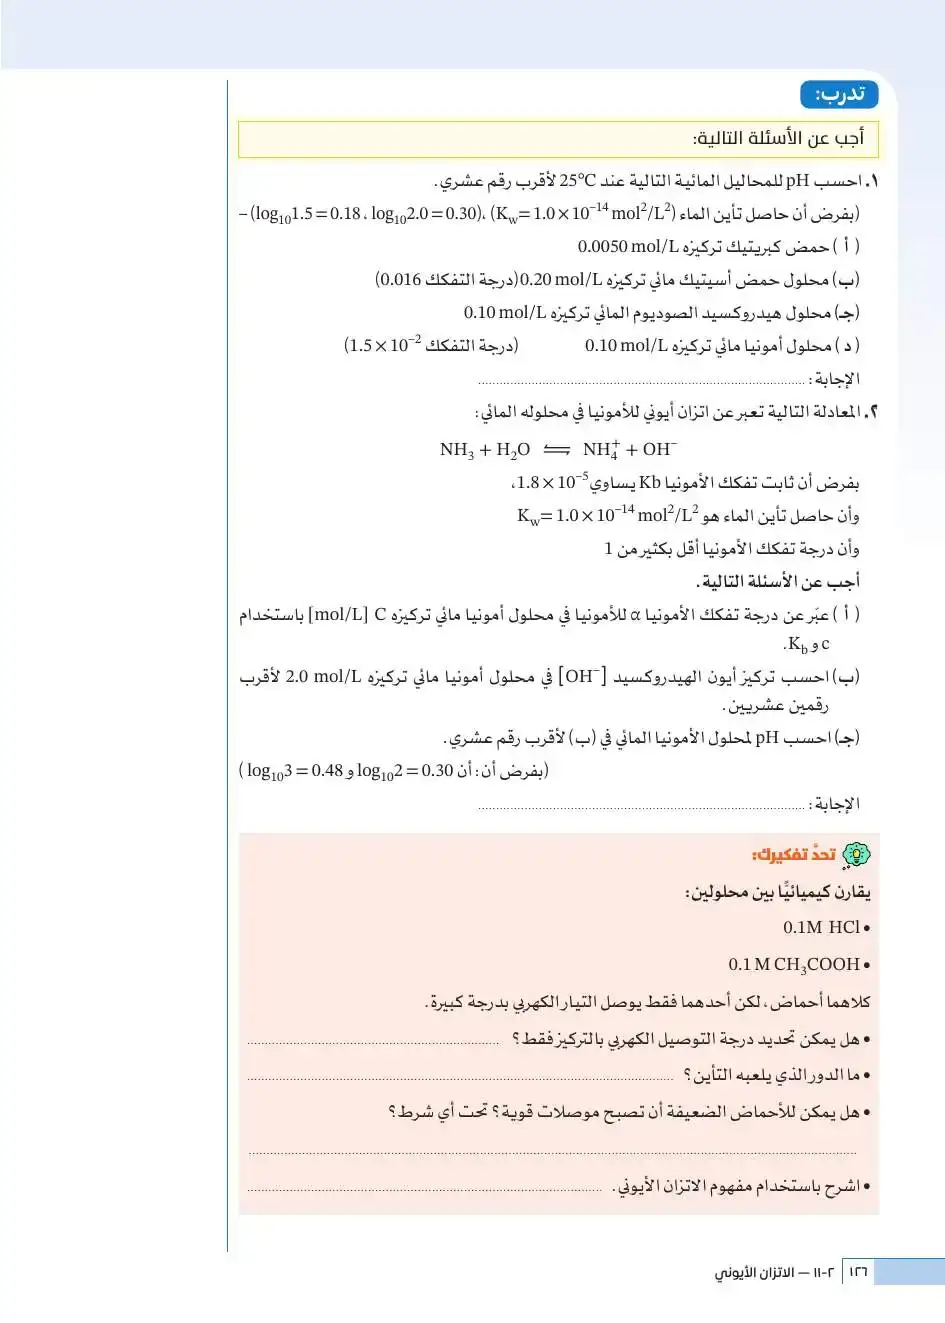 تدرب:
أجب عن الأسئلة التالية:
١. احسب pH للمحاليل المائية التالية عند 25°C لأقرب رقم عشري.
(بفرض أن حاصل تأين الماء (Kw= 1.0 × 10⁻¹⁴ mol²/L²) ،(log₁₀1.5 = 0.18 ، log₁₀2.0 = 0.30) –
( أ ) حمض كبريتيك تركيزه 0.0050 mol/L
(ب) محلول حمض أسيتيك مائي تركيزه 0.20 mol/L (درجة التفكك 0.016)
(جـ) محلول هيدروكسيد الصوديوم المائي تركيزه 0.10 mol/L
( د ) محلول أمونيا مائي تركيزه 0.10 mol/L (درجة التفكك 1.5 × 10⁻²)
الإجابة: ........................................
٢. المعادلة التالية تعبر عن اتزان أيوني للأمونيا في محلوله المائي:
NH₃ + H₂O ⇌ NH₄⁺ + OH⁻
بفرض أن ثابت تفكك الأمونيا Kb يساوي 1.8 × 10⁻⁵،
وأن حاصل تأين الماء هو Kw= 1.0 × 10⁻¹⁴ mol²/L²
وأن درجة تفكك الأمونيا أقل بكثير من 1
أجب عن الأسئلة التالية.
( أ ) عبَر عن درجة تفكك الأمونيا α للأمونيا في محلول أمونيا مائي تركيزه C [mol/L] باستخدام
c و Kb.
(ب) احسب تركيز أيون الهيدروكسيد [OH⁻] في محلول أمونيا مائي تركيزه 2.0 mol/L لأقرب
رقمين عشريين.
(جـ) احسب pH لمحلول الأمونيا المائي في (ب) لأقرب رقم عشري.
(بفرض أن: أن log₁₀2 = 0.30 و log₁₀3 = 0.48 )
الإجابة: ........................................
تحدَّ تفكيرك:
يقارن كيميائيًّا بين محلولين:
• 0.1M HCl
• 0.1 M CH₃COOH
كلاهما أحماض، لكن أحدهما فقط يوصل التيار الكهربي بدرجة كبيرة.
• هل يمكن تحديد درجة التوصيل الكهربي بالتركيز فقط؟ ........................................
• ما الدور الذي يلعبه التأين؟ ........................................
• هل يمكن للأحماض الضعيفة أن تصبح موصلات قوية؟ تحت أي شرط؟
........................................
• اشرح باستخدام مفهوم الاتزان الأيوني. ........................................
١٢٦ ٢-١١ — الاتزان الأيوني